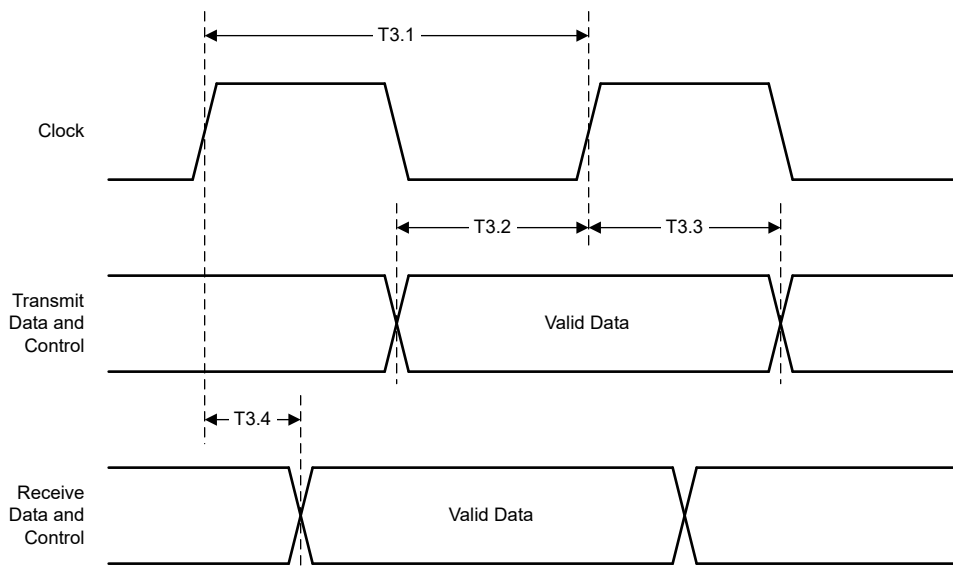 T3.1
Clock
T3.2
T3.3
Transmit
Data and
Control
Valid Data
T3.4
Receive
Data and
Control
Valid Data